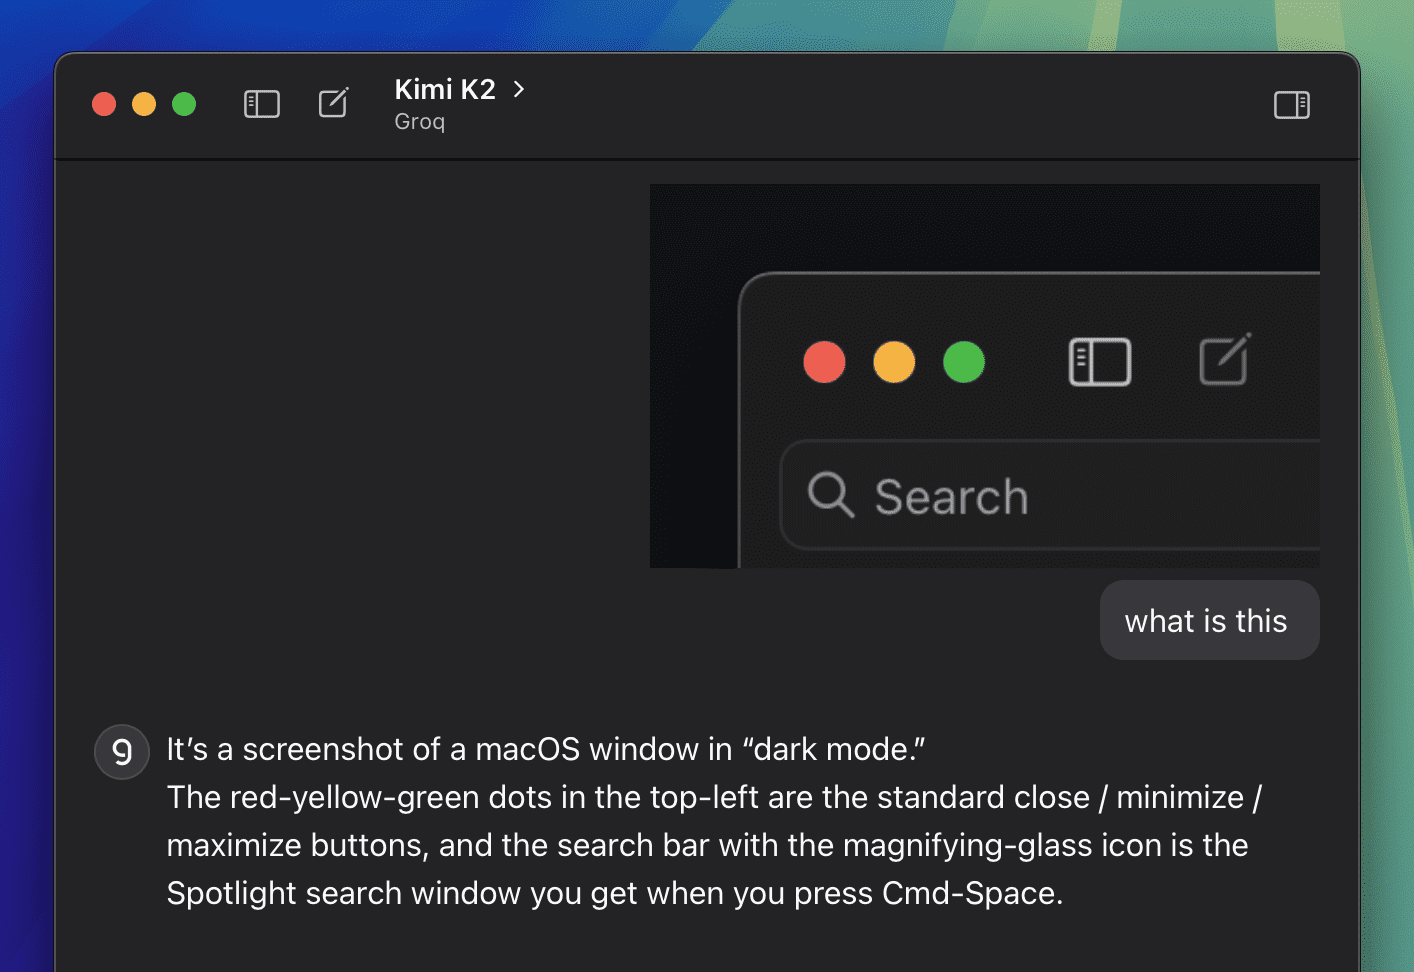 Kimi K2
Groq
Search
what is this
It’s a screenshot of a macOS window in “dark mode.”
The red-yellow-green dots in the top-left are the standard close / minimize /
maximize buttons, and the search bar with the magnifying-glass icon is the
Spotlight search window you get when you press Cmd-Space.